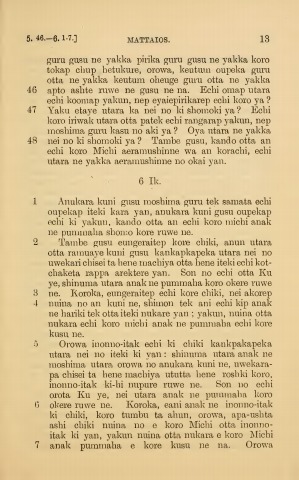 5. 46.—6. 1-7.] MATTAIOS. 13
guru gusu ne yakka pirika guru gusu ne yakka koro
tokap chup hetukure, orowa, keutum oupeka guru
otta ne yakka keutum oheuge guru otta ne yakka
46 apto ashte ruwe ne gusu ne na. Echi omap utara
echi koomap yakun, nep eyaiepirikarep echi koro ya?
47 Yaku etaye utara ka nei no ki shomoki ya? Echi
koro iriwak utara otta patek echi rangarap yakun, nep
moshima guru kasu no aki ya? Oya utara ne yakka
48 nei no ki shomoki ya? Tambe gusu, kando otta an
echi koro Michi aeramshinne wa an korachi, echi
utara ne yakka aeramushinne no okai yan.
6 Ik.
1 Anukara kuni gusu moshima guru tek samata echi
oupekap iteki kara yan, anukara kuni gusu oupekap
echi ki yakun, kando otta an echi koro michi anak
ne pummaha shomo kore ruwe ne.
2 Tambe gusu eungeraitep kore chiki, anun utara
otta ramuaye kuni gusu kankapkapeka utara nei no
uwekari chisei ta hene machiya otta hene iteki echi kot-
chaketa rappa arektere yan. Son no echi otta Ku
ye, shinuma utara anak ne pummaha koro okere ruwe
3 ne. Koroka, eungeraitep echi kore chiki, nei akorep
4 nuina no an kuni ne, shimon tek ani echi kip anak
ne hariki tek otta iteki nukare yan; yakun, nuina otta
nukara echi koro michi anak ne pummaha echi kore
kusu ne.
5 Orowa inonno-itak echi ki chiki kankpakapeka
utara nei no iteki ki yan: shinuma utara anak ne
moshima utara orowa no anukara kuni ne, uwekara-
pa chisei ta hene machiya ututta hene roshki koro,
inonno-itak ki-hi nupure ruwe ne. Son no echi
orota Ku ye, nei utara anak ne pummaha koro
6 okere ruwe ne. Koroka, eani anak ne inonno-itak
ki chiki, koro tumbu ta ahun, orowa, apa-ushta
ashi chiki nuina no e koro Michi otta inonno-
itak ki yan, yakun nuina otta nukara e koro Michi
7 anak pummaha e kore kusu ne na. Orowa